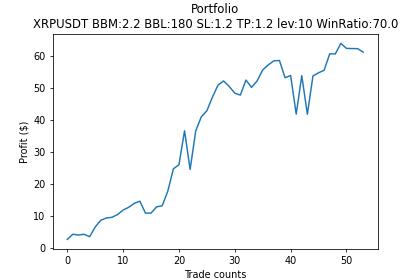 Portfolio
XRPUSDT BBM:2.2 BBL:180 SL:1.2 TP:1.2 lev:10 WinRatio:70.0
60
50
40
30
20
10
0
Profit ($)
0 10 20 30 40 50
Trade counts